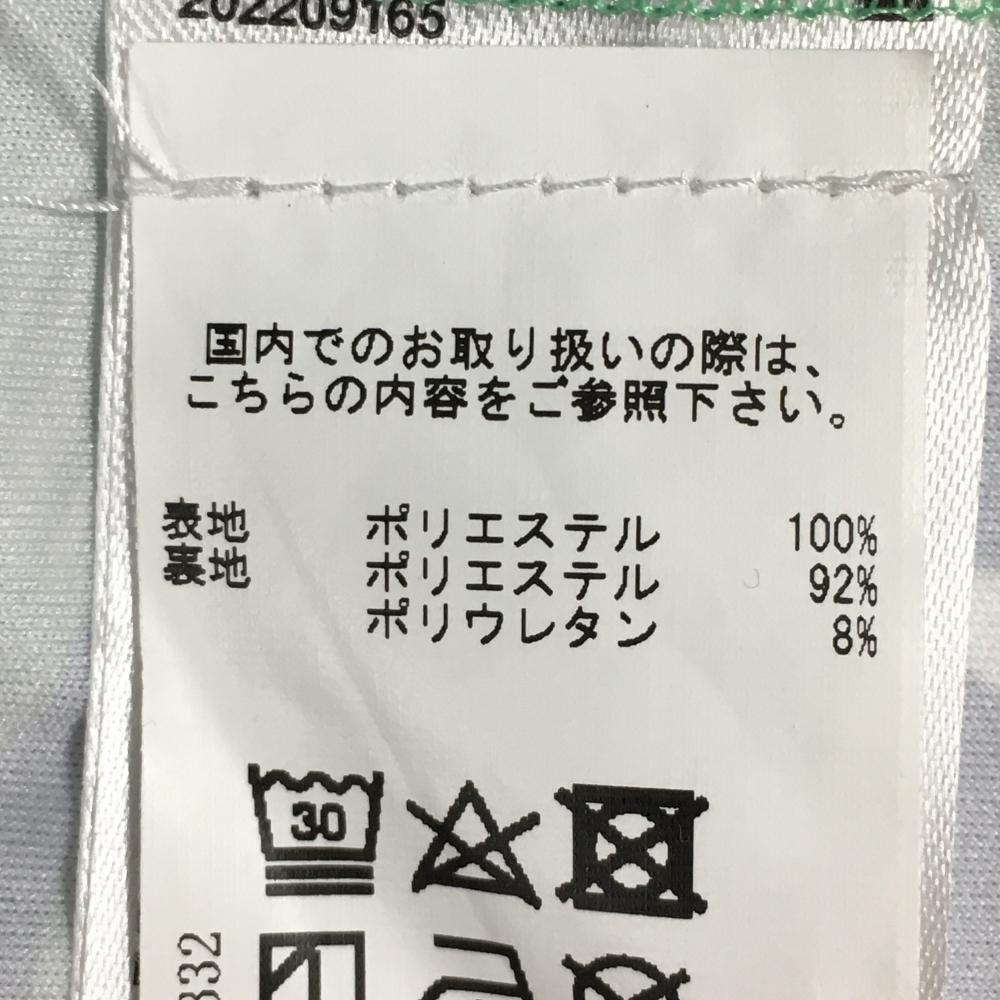 202209165
国内でのお取り扱いの際は、
こちらの内容をご参照下さい。
表地 ポリエステル 100%
裏地 ポリエステル 92%
ポリウレタン 8%
30
332